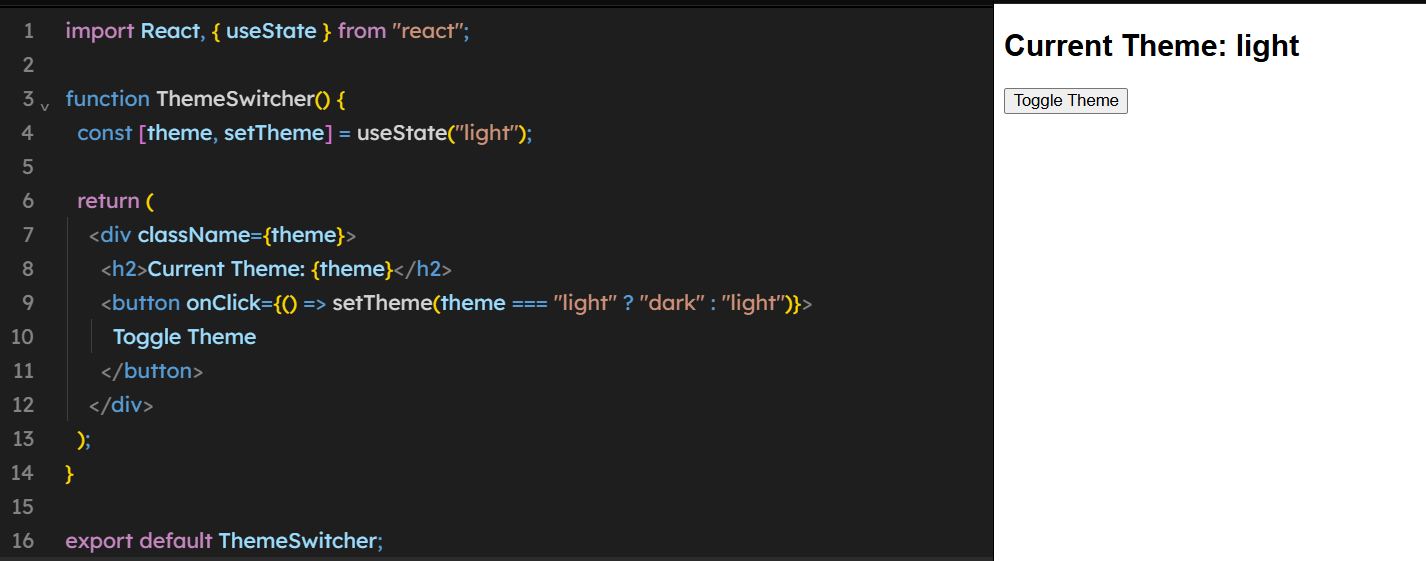 1 import React, { useState } from "react";
2
3 function ThemeSwitcher() {
4 const [theme, setTheme] = useState("light");
5
6 return (
7 <div className={theme}>
8 <h2>Current Theme: {theme}</h2>
9 <button onClick={() => setTheme(theme === "light" ? "dark" : "light")}>
10 Toggle Theme
11 </button>
12 </div>
13 );
14 }
15
16 export default ThemeSwitcher;
Current Theme: light
Toggle Theme